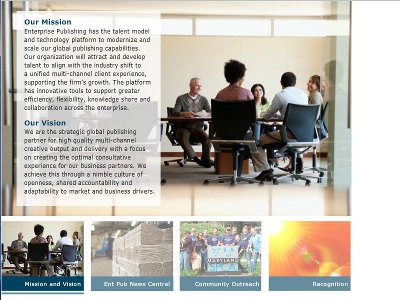 Our Mission
Enterprise Publishing has the talent model
and technology platform to modernize and
scale our global publishing capabilities.
Our organization will attract and develop
talent to align with the industry shift to
a unified multi-channel client experience,
supporting the firm's growth. The platform
has innovative tools to support greater
efficiency, flexibility, knowledge share and
collaboration across the enterprise.
Our Vision
We are the strategic global publishing
partner for high quality multi-channel
creative output and delivery with a focus
on creating the optimal consultative
experience for our business partners. We
achieve this through a nimble culture of
openness, shared accountability and
adaptability to market and business drivers.
MARYLAND
SPCA
Mission and Vision
Ent Pub News Central
Community Outreach
Recognition